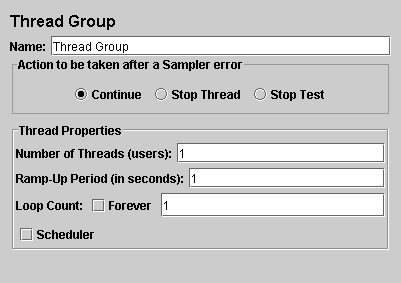 Thread Group
Name: Thread Group
Action to be taken after a Sampler error
Continue Stop Thread Stop Test
Thread Properties
Number of Threads (users): 1
Ramp-Up Period (in seconds): 1
Loop Count: Forever 1
Scheduler